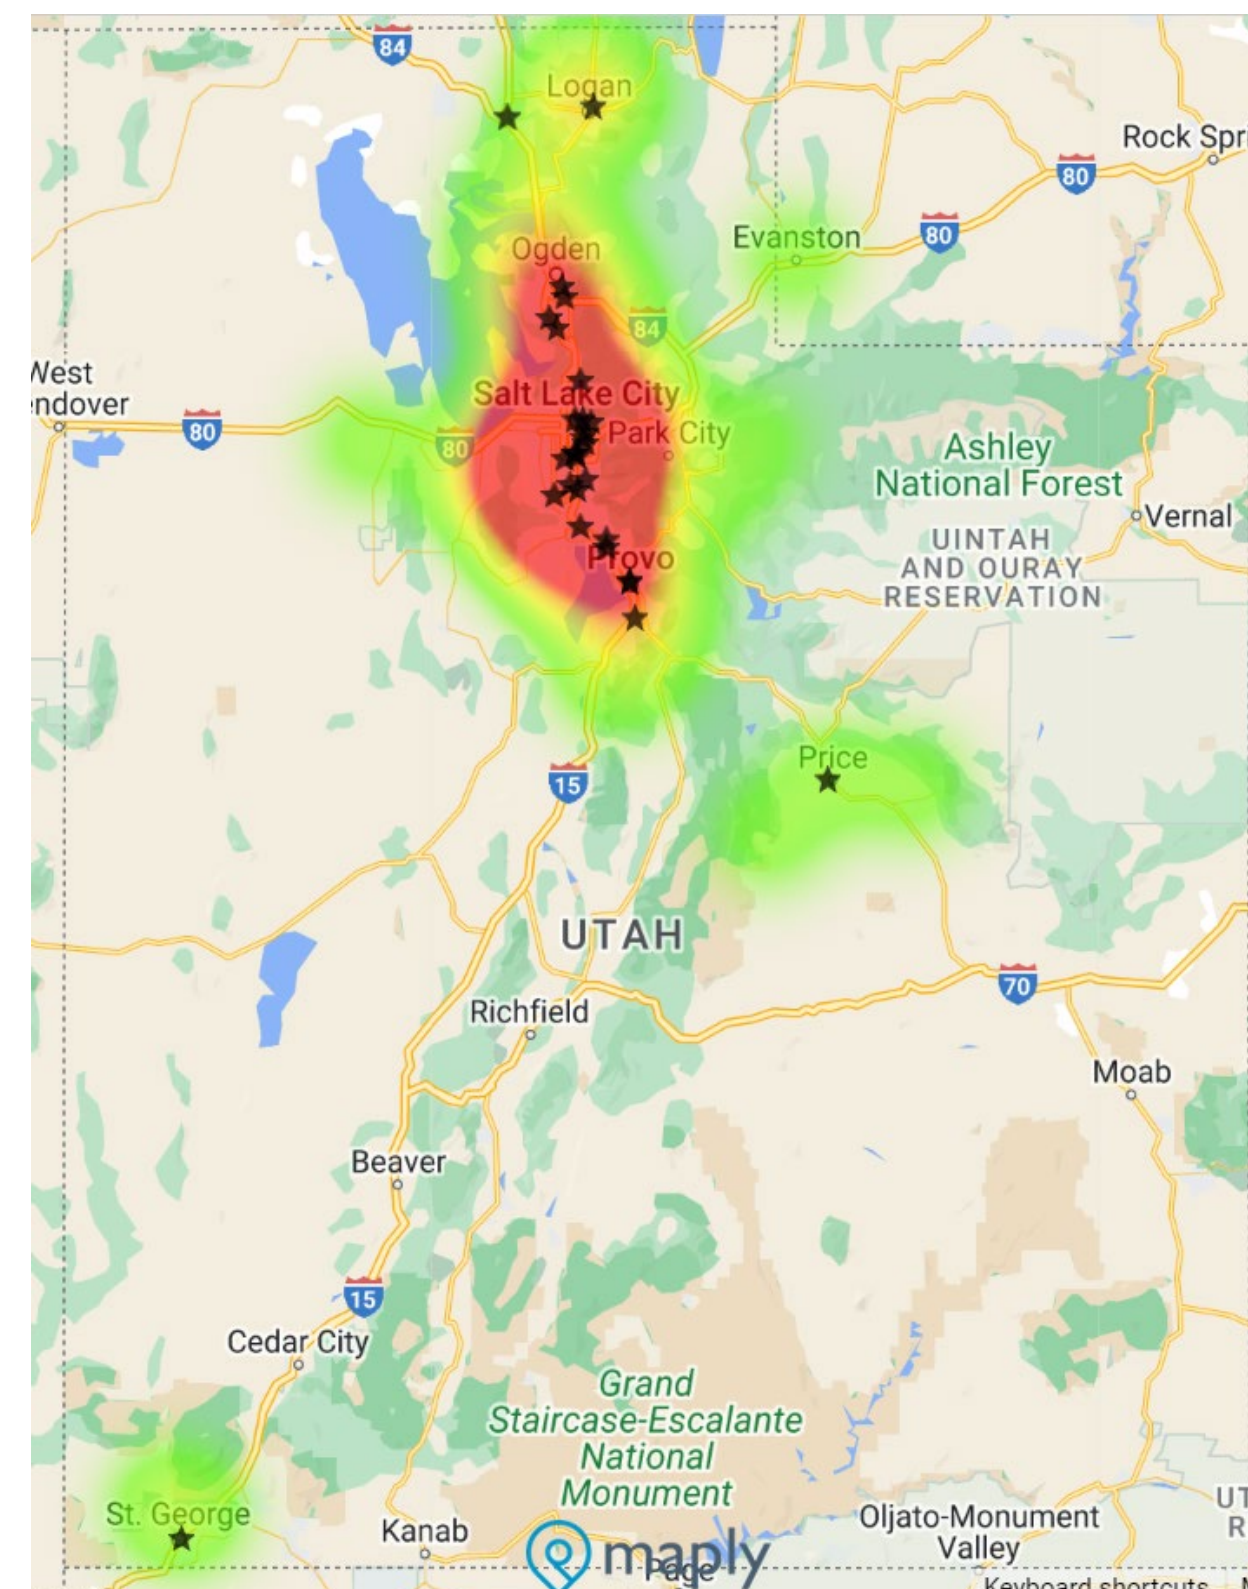 84
Logan
Rock Spr
80
Evanston
80
Ogden
84
West
endover
Salt Lake City
80
80
Park City
Ashley
National Forest
Vernal
UINTAH
AND OURAY
RESERVATION
Provo
Price
15
UTAH
70
Richfield
Moab
Beaver
15
Cedar City
Grand
Staircase-Escalante
National
Monument
St. George
Kanab
Oljato-Monument
Valley
UT
R
maply
Page
Keyboard shortcuts